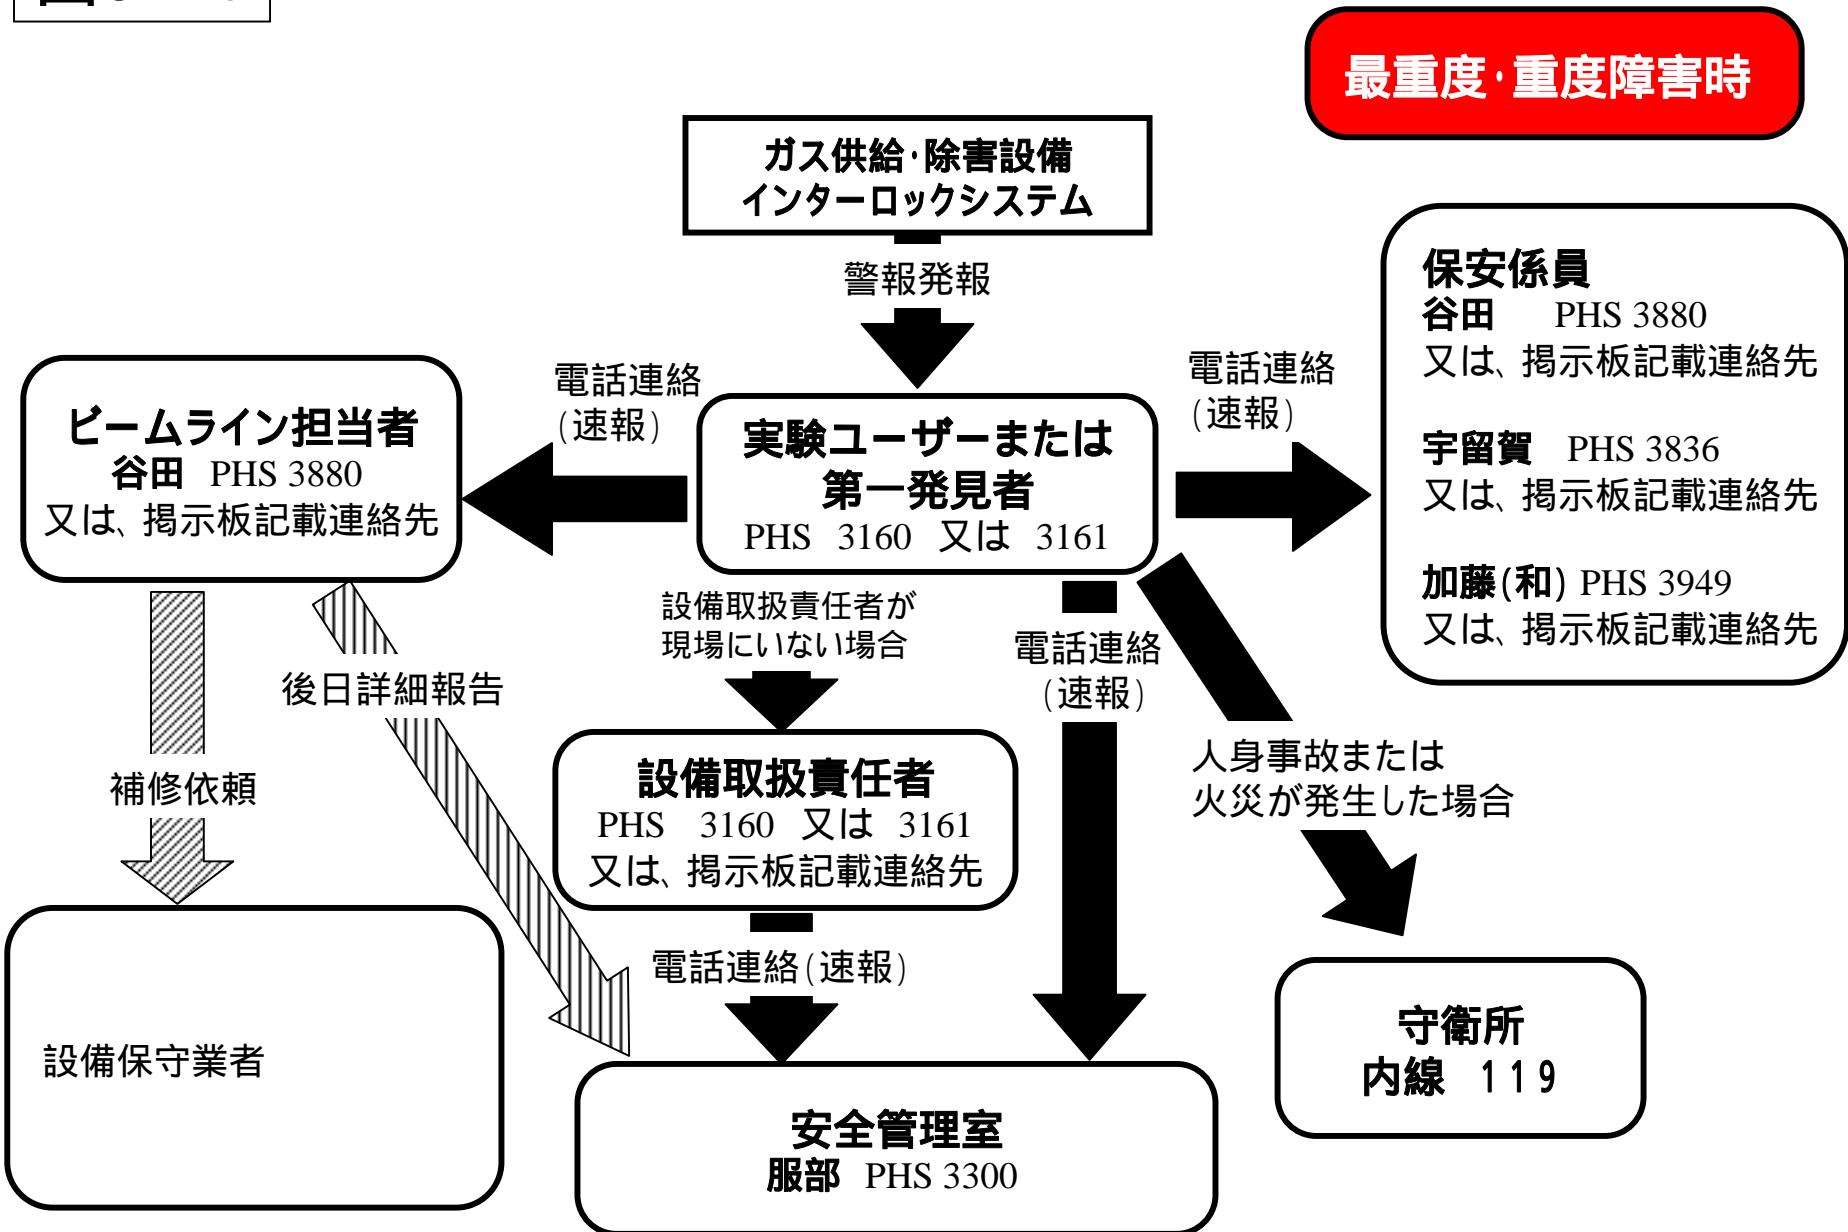 最重度・重度障害時
ガス供給・除害設備
インターロックシステム
警報発報
電話連絡
(速報)
電話連絡
(速報)
保安係員
谷田 PHS 3880
又は、掲示板記載連絡先
宇留賀 PHS 3836
又は、掲示板記載連絡先
加藤(和) PHS 3949
又は、掲示板記載連絡先
ビームライン担当者
谷田 PHS 3880
又は、掲示板記載連絡先
実験ユーザーまたは
第一発見者
PHS 3160 又は 3161
設備取扱責任者が
現場にいない場合
電話連絡
(速報)
後日詳細報告
人身事故または
火災が発生した場合
補修依頼
設備取扱責任者
PHS 3160 又は 3161
又は、掲示板記載連絡先
電話連絡(速報)
設備保守業者
守衛所
内線 119
安全管理室
服部 PHS 3300